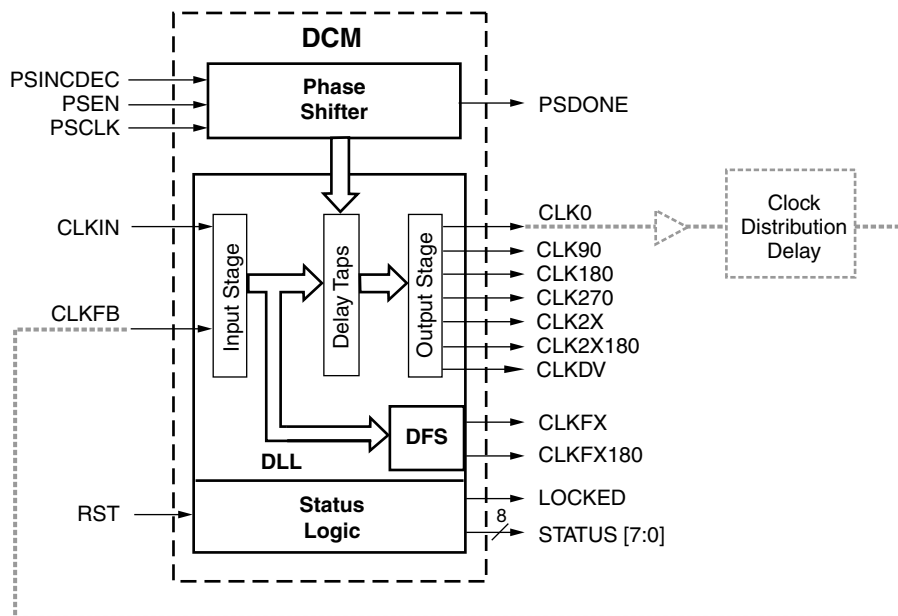 DCM
PSINCDEC
PSEN
PSCLK
Phase
Shifter
PSDONE
CLKIN
CLKFB
Input Stage
Delay Taps
Output Stage
CLK0
CLK90
CLK180
CLK270
CLK2X
CLK2X180
CLKDV
Clock
Distribution
Delay
DFS
CLKFX
CLKFX180
DLL
RST
Status
Logic
LOCKED
8
STATUS [7:0]